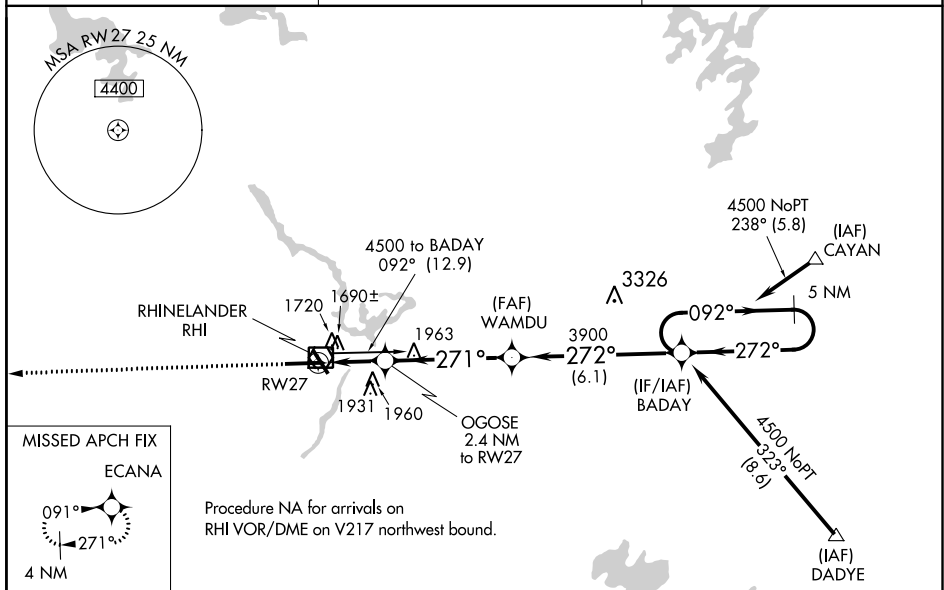 MSA RW27 25 NM
4400
4500 NoPT
238° (5.8)
(IAF)
CAYAN
4500 to BADAY
092° (12.9)
3326
5 NM
092°
RHINELANDER
RHI
1720
1690±
(FAF)
WAMDU
1963
3900
271°
272°
272°
(6.1)
RW27
(IF/IAF)
BADAY
1931
1960
OGOSE
2.4 NM
to RW27
4500 NoPT
323°
(8.6)
MISSED APCH FIX
ECANA
091°
271°
4 NM
Procedure NA for arrivals on
RHI VOR/DME on V217 northwest bound.
(IAF)
DADYE